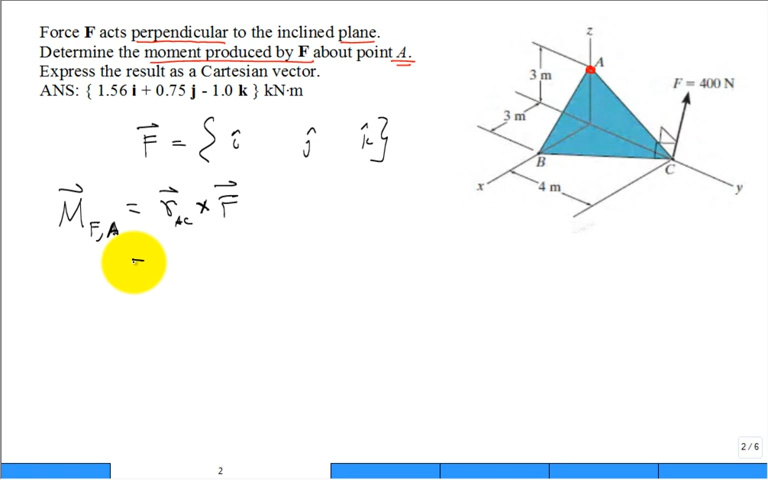 Force F acts perpendicular to the inclined plane.
Determine the moment produced by F about point A.
Express the result as a Cartesian vector.
ANS: { 1.56 i + 0.75 j - 1.0 k } kN·m
F = { î ĵ k̂ }
M F,A = r AC × F
=
z
A
3 m
F = 400 N
3 m
B
C
x
4 m
y
2 / 6
2